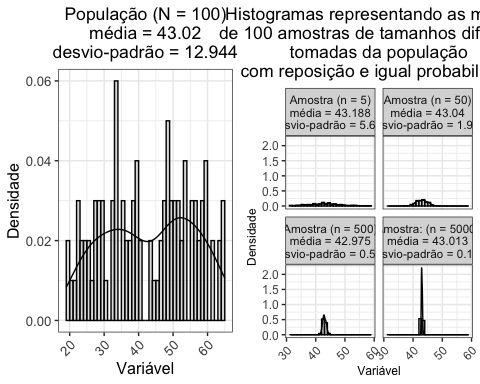 População (N = 100)
média = 43.02
desvio-padrão = 12.944
Histogramas representando as m
de 100 amostras de tamanhos dif
tomadas da população
com reposição e igual probabil
Densidade
0.06
0.04
0.02
0.00
20
30
40
50
60
Variável
Densidade
Amostra (n = 5)
média = 43.188
svio-padrão = 5.6
Amostra (n = 50)
média = 43.04
svio-padrão = 1.9
2.0
1.5
1.0
0.5
0.0
Amostra (n = 500)
média = 42.975
svio-padrão = 0.5
mostra: (n = 5000
média = 43.013
svio-padrão = 0.1
2.0
1.5
1.0
0.5
0.0
30
40
50
60
30
40
50
60
Variável